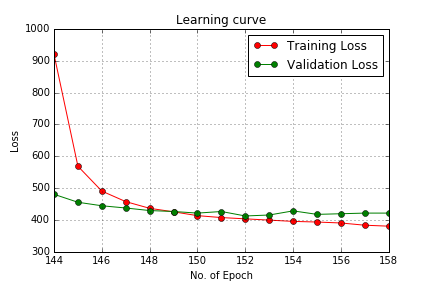 Learning curve
1000
900
800
700
600
500
400
300
Loss
Training Loss
Validation Loss
144 146 148 150 152 154 156 158
No. of Epoch